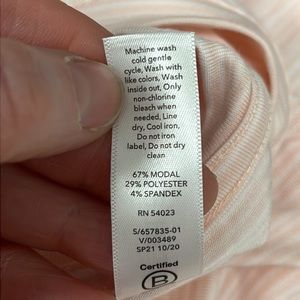 Machine wash
cold gentle
cycle, Wash with
like colors, Wash
inside out, Only
non-chlorine
bleach when
needed, Line
dry, Cool iron,
Do not iron
label, Do not dry
clean
67% MODAL
29% POLYESTER
4% SPANDEX
RN 54023
S/657835-01
V/003489
SP21 10/20
Certified
B